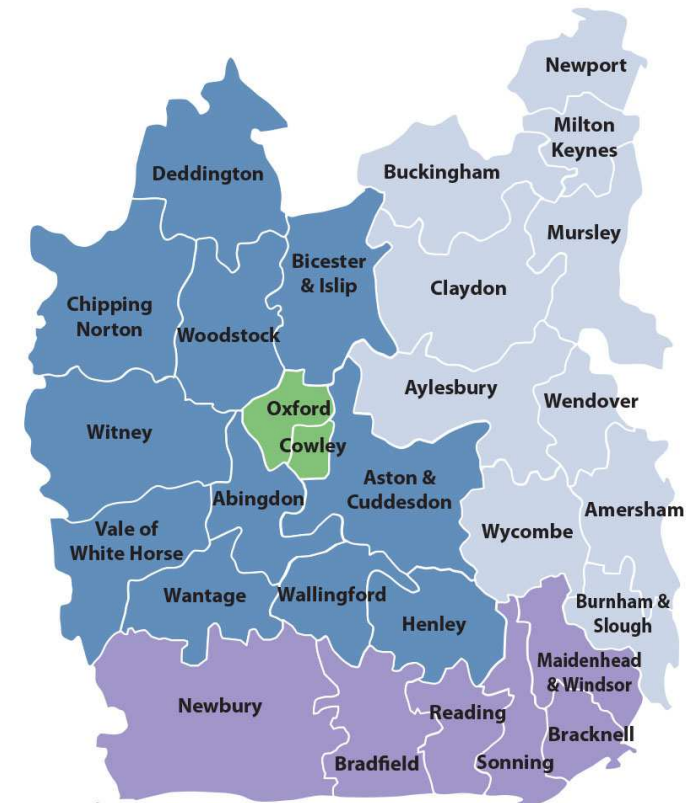 Newport
Milton
Keynes
Deddington
Buckingham
Mursley
Bicester
& Islip
Claydon
Chipping
Norton
Woodstock
Aylesbury
Wendover
Oxford
Witney
Cowley
Aston &
Cuddesdon
Abingdon
Amersham
Vale of
White Horse
Wycombe
Wantage
Wallingford
Henley
Burnham &
Slough
Maidenhead
& Windsor
Newbury
Reading
Bracknell
Bradfield
Sonning